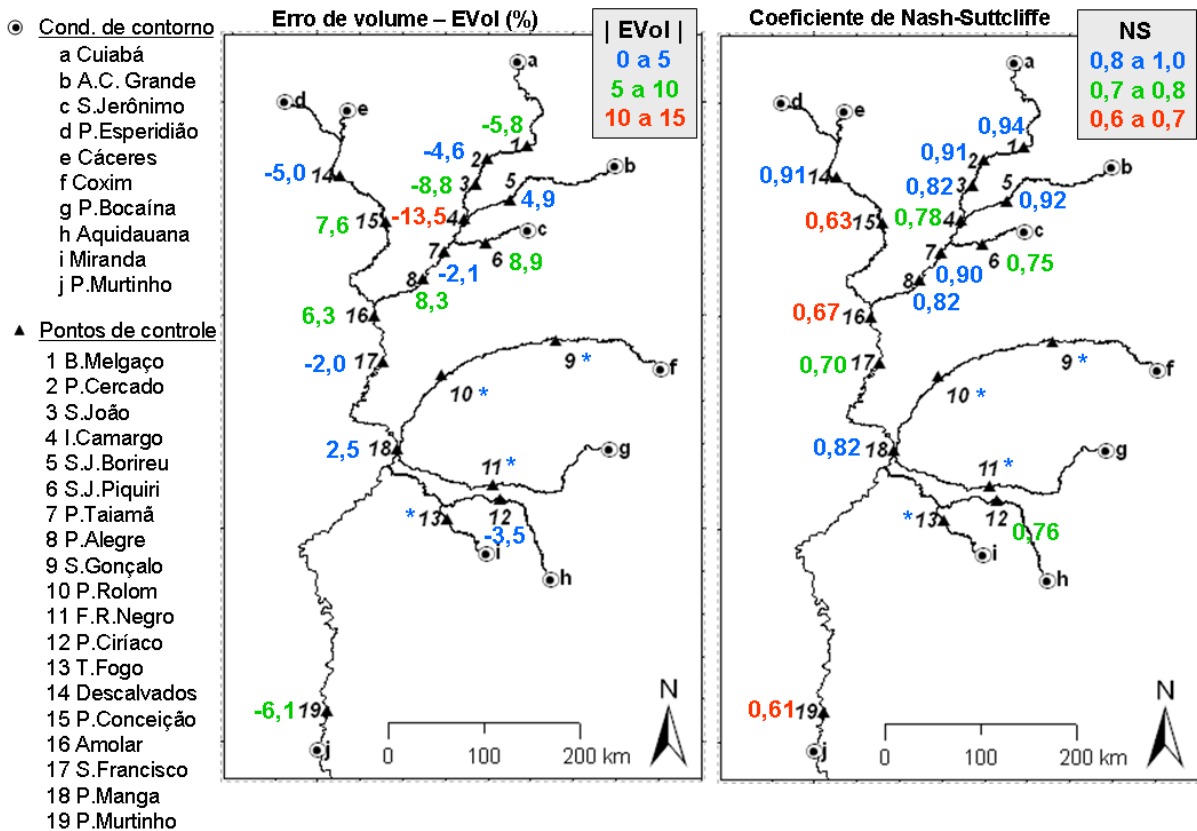 Cond. de contorno
a Cuiabá
b A.C. Grande
c S.Jerônimo
d P.Esperidião
e Cáceres
f Coxim
g P.Bocaína
h Aquidauana
i Miranda
j P.Murtinho
Pontos de controle
1 B.Melgaço
2 P.Cercado
3 S.João
4 I.Camargo
5 S.J.Borireu
6 S.J.Piquiri
7 P.Taiamã
8 P.Alegre
9 S.Gonçalo
10 P.Rolom
11 F.R.Negro
12 P.Ciríaco
13 T.Fogo
14 Descalvados
15 P.Conceição
16 Amolar
17 S.Francisco
18 P.Manga
19 P.Murtinho
Erro de volume – EVol (%)
| EVol |
0 a 5
5 a 10
10 a 15
a
d
e
-5,8
1
-4,6
2
b
-5,0
14
-8,8
3
5
4,9
7,6
15
-13,5
4
c
7
6
8,9
-2,1
8
8,3
6,3
16
-2,0
17
9 *
f
10 *
2,5
18
11 *
g
* 13
12
-3,5
i
h
-6,1
19
j
N
0 100 200 km
Coeficiente de Nash-Suttcliffe
NS
0,8 a 1,0
0,7 a 0,8
0,6 a 0,7
a
d
e
0,94
1
0,91
2
b
0,91
14
0,82
3
5
0,92
0,63
15
0,78
4
c
7
6
0,75
0,90
8
0,82
0,67
16
0,70
17
9 *
f
10 *
0,82
18
11 *
g
* 13
12
0,76
i
h
0,61
19
j
N
0 100 200 km